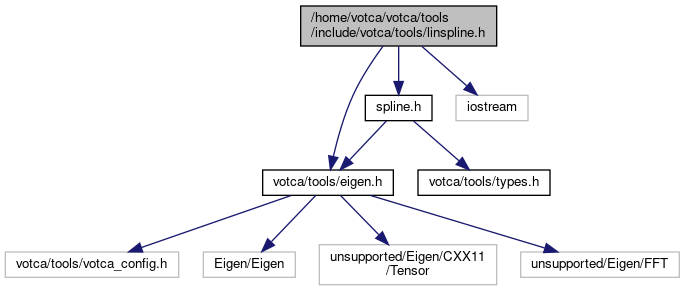 /home/votca/votca/tools
/include/votca/tools/linspline.h
spline.h
iostream
votca/tools/eigen.h
votca/tools/types.h
votca/tools/votca_config.h
Eigen/Eigen
unsupported/Eigen/CXX11
/Tensor
unsupported/Eigen/FFT